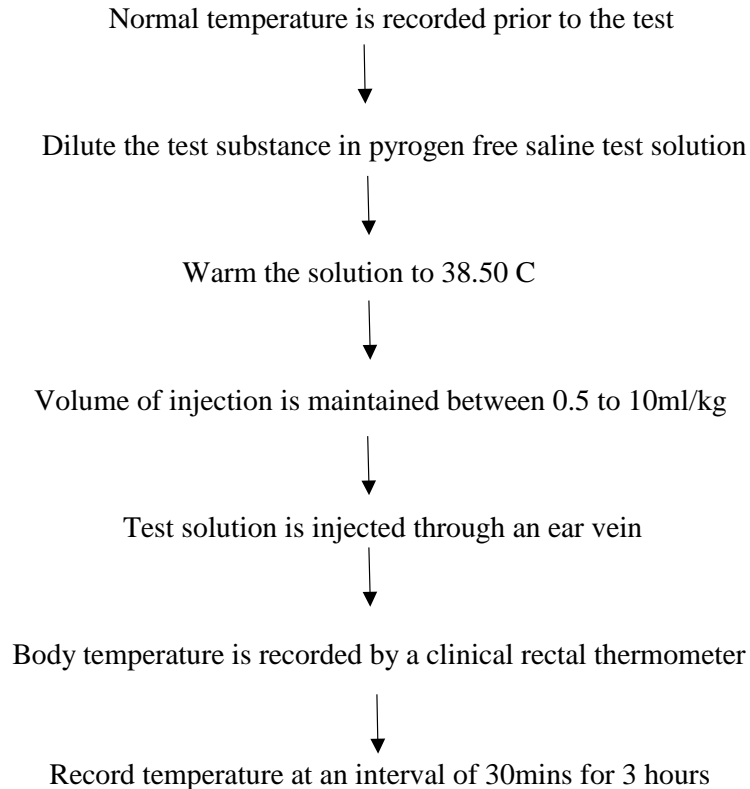 Normal temperature is recorded prior to the test
Dilute the test substance in pyrogen free saline test solution
Warm the solution to 38.50 C
Volume of injection is maintained between 0.5 to 10ml/kg
Test solution is injected through an ear vein
Body temperature is recorded by a clinical rectal thermometer
Record temperature at an interval of 30mins for 3 hours